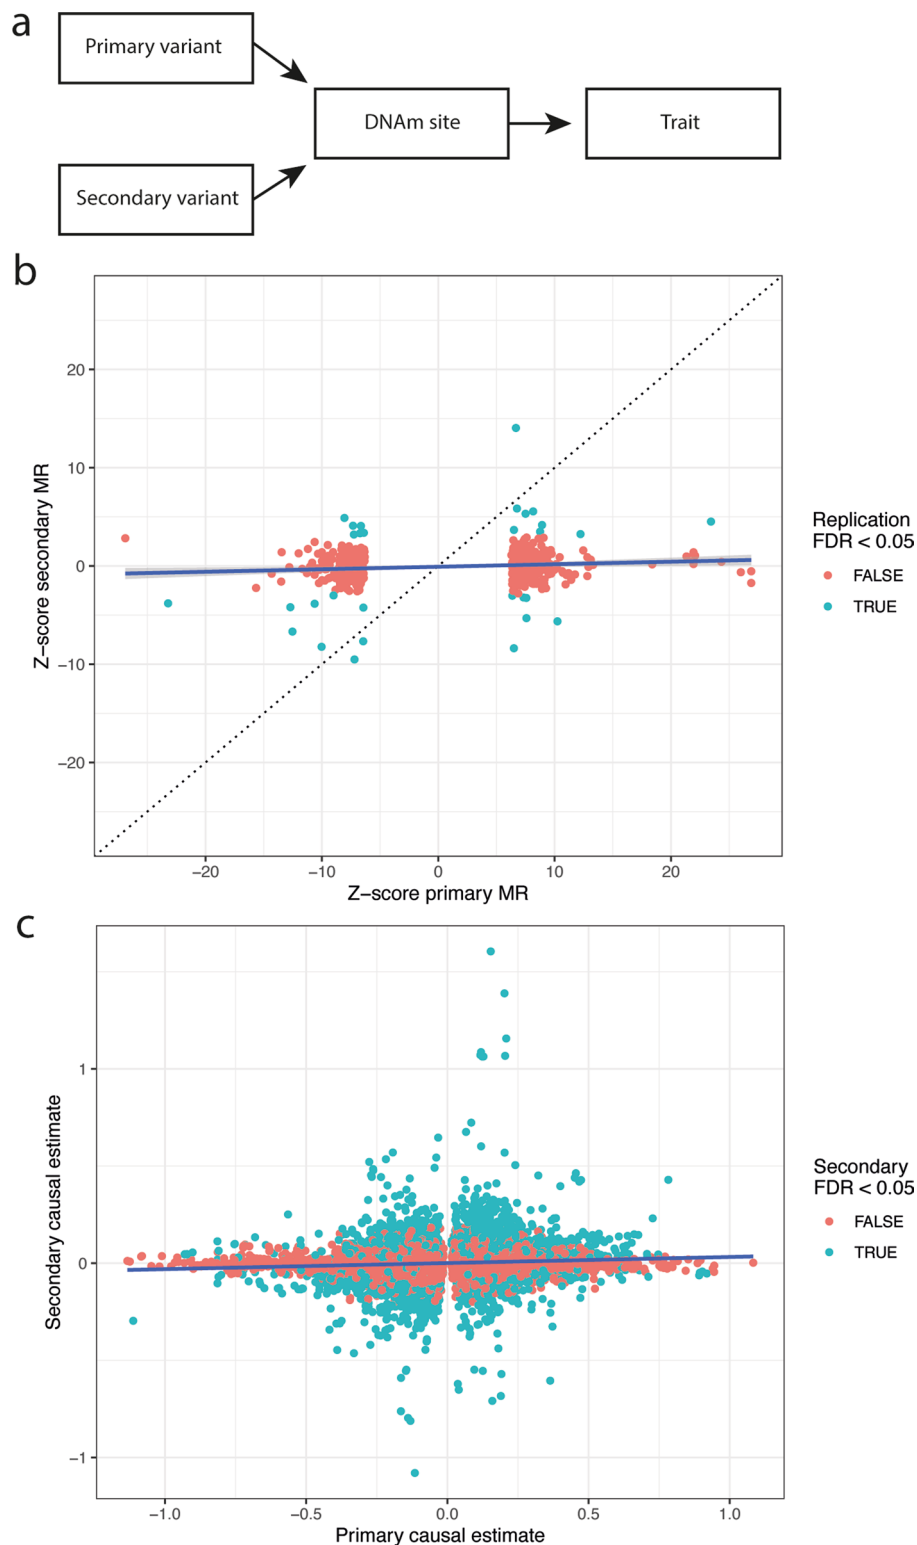 a
Primary variant
DNAm site
Trait
Secondary variant
b
Z−score secondary MR
20
10
0
−10
−20
−20
−10
0
10
20
Z−score primary MR
Replication
FDR < 0.05
FALSE
TRUE
c
Secondary causal estimate
1
0
−1
−1.0
−0.5
0.0
0.5
1.0
Primary causal estimate
Secondary
FDR < 0.05
FALSE
TRUE